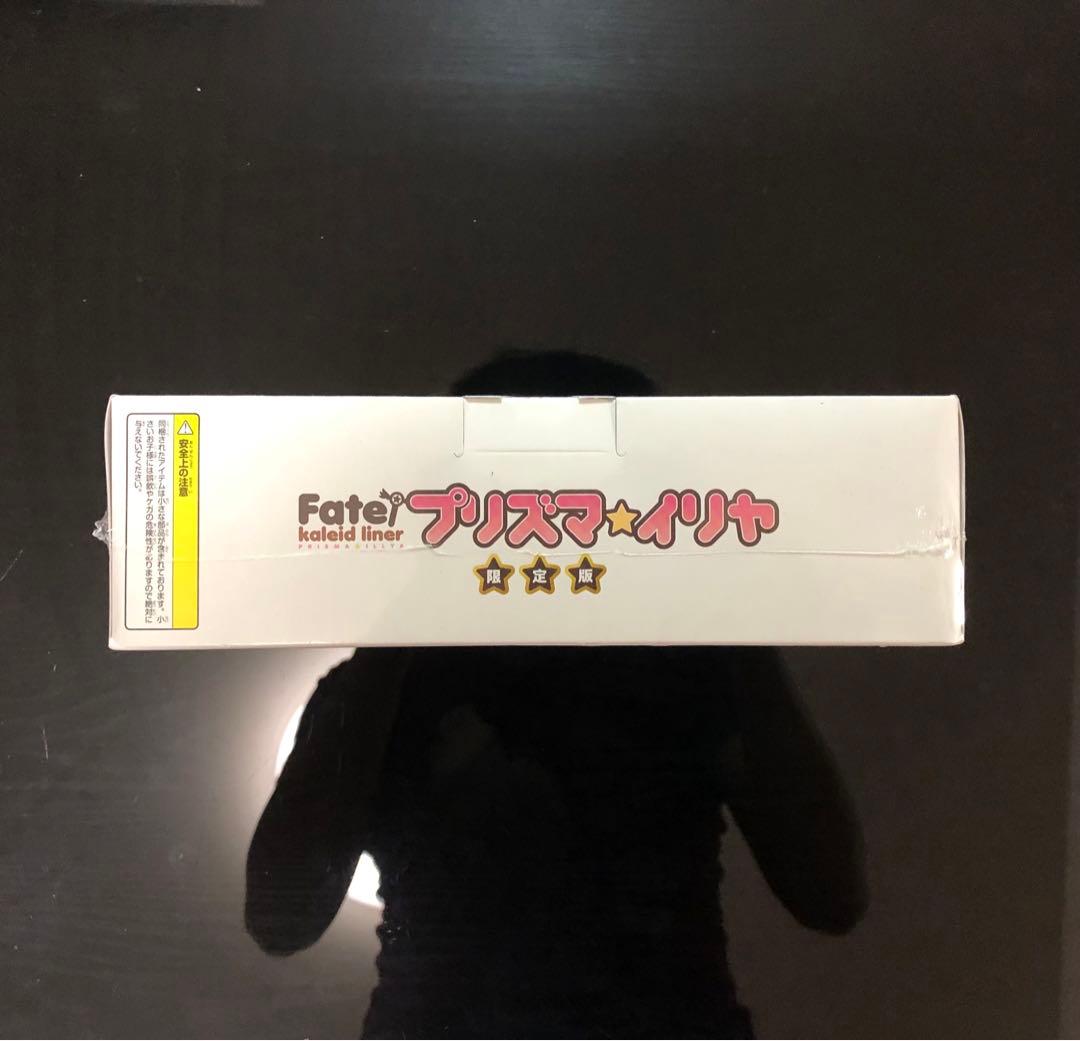 安全上の注意
同梱されたアイテムは小さな部品が含まれております。小
さいお子様には誤飲やケガの危険性がありますので絶対に
与えないでください。
Fate/
kaleid liner
PRISMA☆ILLYA
プリズマ☆イリヤ
限定版